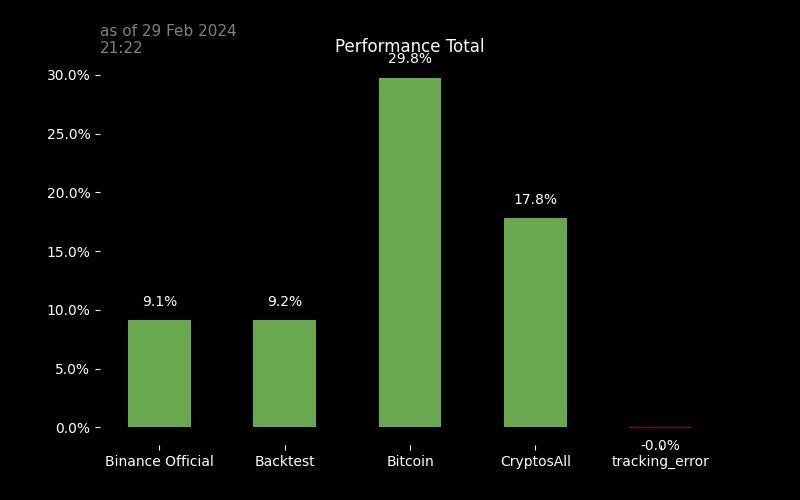 as of 29 Feb 2024
21:22
Performance Total
29.8%
30.0%
25.0%
20.0%
17.8%
15.0%
10.0%
9.1%
9.2%
5.0%
0.0%
-0.0%
Binance Official
Backtest
Bitcoin
CryptosAll
tracking_error